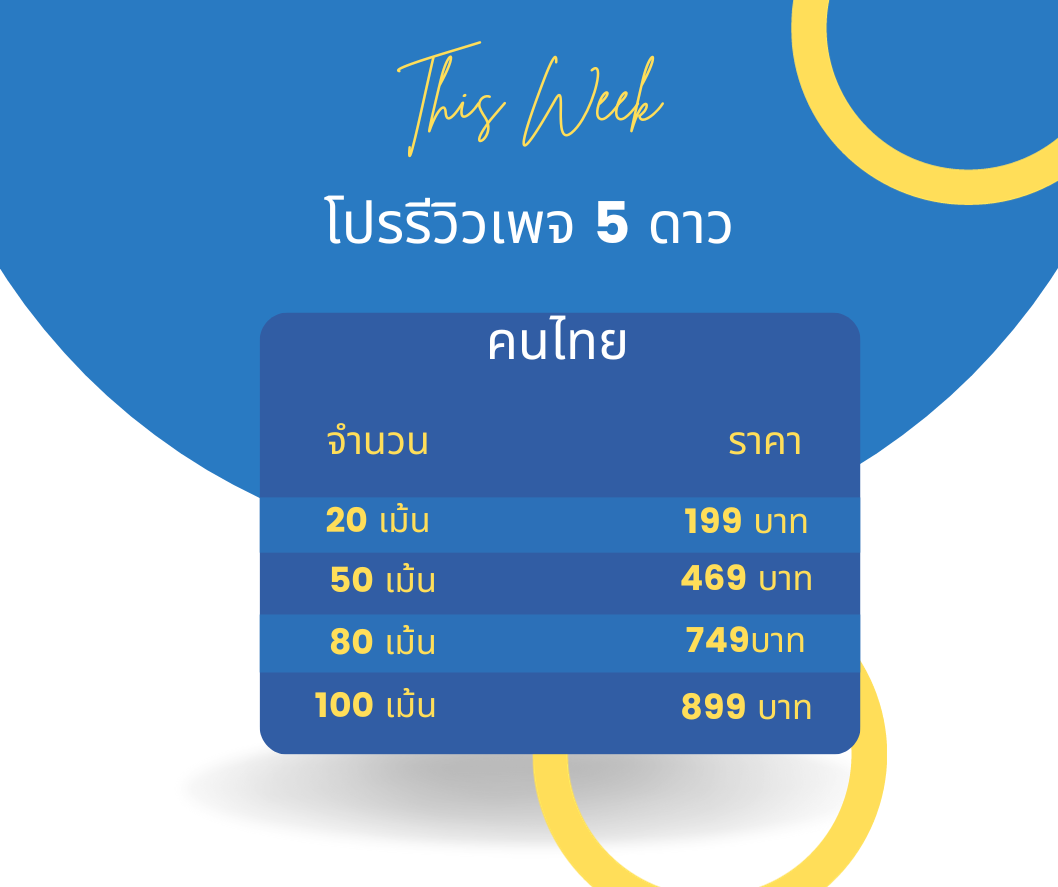 This Week
โปรรีวิวเพจ 5 ดาว
คนไทย
จำนวน ราคา
20 เม้น 199 บาท
50 เม้น 469 บาท
80 เม้น 749บาท
100 เม้น 899 บาท